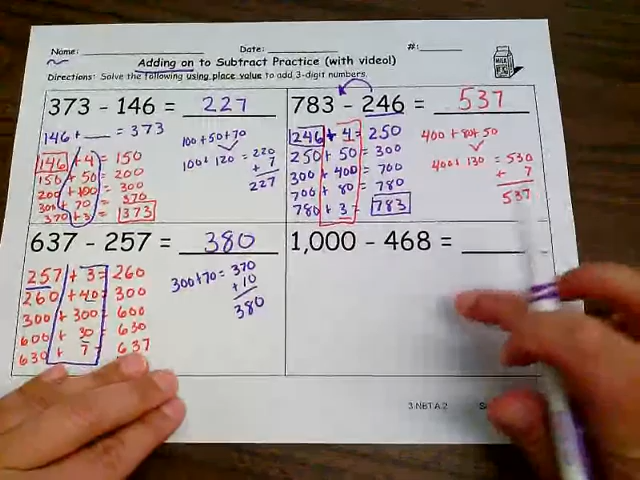 Name: Date: #:
Adding on to Subtract Practice (with video!)
Directions: Solve the following using place value to add 3-digit numbers.
373 - 146 = 227
146 + __ = 373
146 + 4 = 150
150 + 50 = 200
200 + 100 = 300
300 + 70 = 370
370 + 3 = 373
100 + 50 + 70
100 + 120 = 220
+ 7
227
783 - 246 = 537
246 + 4 = 250
250 + 50 = 300
300 + 400 = 700
700 + 80 = 780
780 + 3 = 783
400 + 80 + 50
400 + 130 = 530
+ 7
537
637 - 257 = 380
257 + 3 = 260
260 + 40 = 300
300 + 300 = 600
600 + 30 = 630
630 + 7 = 637
300 + 70 = 370
+ 10
380
1,000 - 468 =
3.NBT.A.2